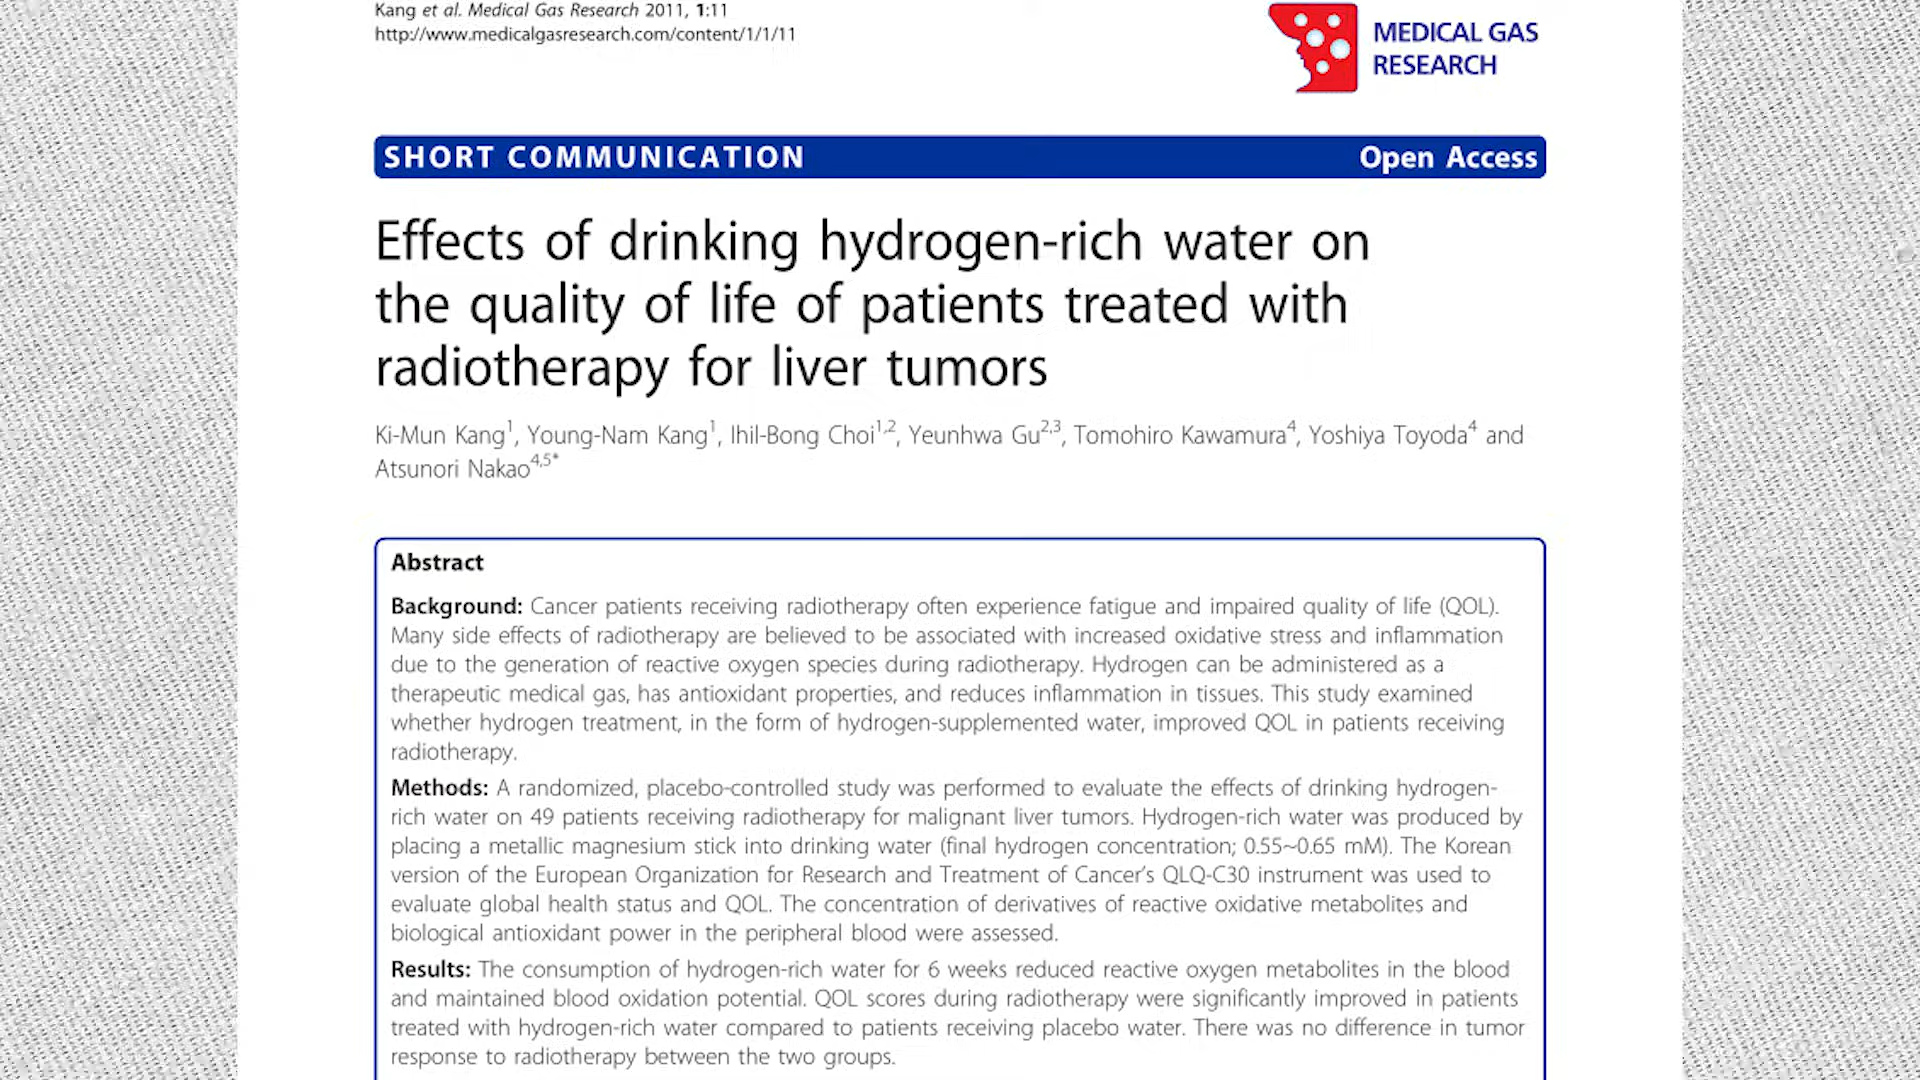 Kang et al. Medical Gas Research 2011, 1:11
http://www.medicalgasresearch.com/content/1/1/11
MEDICAL GAS
RESEARCH
SHORT COMMUNICATION Open Access
Effects of drinking hydrogen-rich water on
the quality of life of patients treated with
radiotherapy for liver tumors
Ki-Mun Kang1, Young-Nam Kang1, Ihil-Bong Choi1,2, Yeunhwa Gu2,3, Tomohiro Kawamura4, Yoshiya Toyoda4 and
Atsunori Nakao4,5*
Abstract
Background: Cancer patients receiving radiotherapy often experience fatigue and impaired quality of life (QOL).
Many side effects of radiotherapy are believed to be associated with increased oxidative stress and inflammation
due to the generation of reactive oxygen species during radiotherapy. Hydrogen can be administered as a
therapeutic medical gas, has antioxidant properties, and reduces inflammation in tissues. This study examined
whether hydrogen treatment, in the form of hydrogen-supplemented water, improved QOL in patients receiving
radiotherapy.
Methods: A randomized, placebo-controlled study was performed to evaluate the effects of drinking hydrogen-
rich water on 49 patients receiving radiotherapy for malignant liver tumors. Hydrogen-rich water was produced by
placing a metallic magnesium stick into drinking water (final hydrogen concentration; 0.55~0.65 mM). The Korean
version of the European Organization for Research and Treatment of Cancer's QLQ-C30 instrument was used to
evaluate global health status and QOL. The concentration of derivatives of reactive oxidative metabolites and
biological antioxidant power in the peripheral blood were assessed.
Results: The consumption of hydrogen-rich water for 6 weeks reduced reactive oxygen metabolites in the blood
and maintained blood oxidation potential. QOL scores during radiotherapy were significantly improved in patients
treated with hydrogen-rich water compared to patients receiving placebo water. There was no difference in tumor
response to radiotherapy between the two groups.